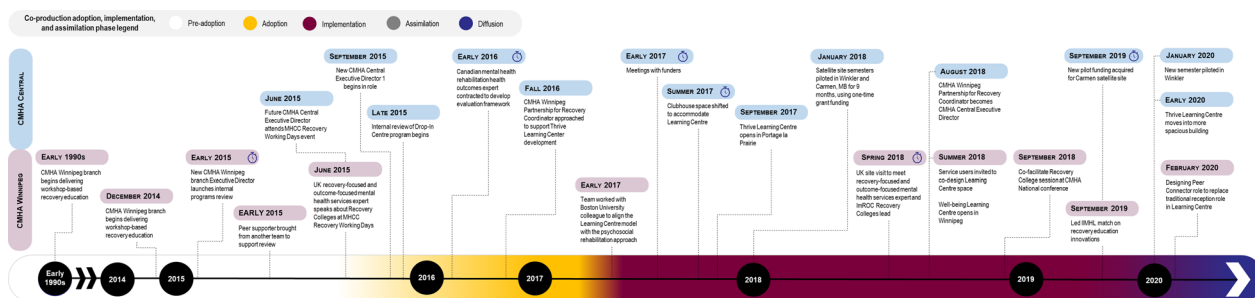 Co-production adoption, implementation,
and assimilation phase legend
Pre-adoption
Adoption
Implementation
Assimilation
Diffusion
CMHA CENTRAL
SEPTEMBER 2015
New CMHA Central
Executive Director 1
begins in role
JUNE 2015
Future CMHA Central
Executive Director
attends MHCC Recovery
Working Days event
LATE 2015
Internal review of Drop-in
Centre program begins
EARLY 2016
Canadian mental health
rehabilitation health
outcomes expert
contracted to develop
evaluation framework
FALL 2016
CMHA Winnipeg
Partnership for Recovery
Coordinator approached
to support Thrive
Learning Center
development
EARLY 2017
Meetings with funders
SUMMER 2017
Clubhouse space shifted
to accommodate
Learning Centre
SEPTEMBER 2017
Thrive Learning Centre
opens in Portage la
Prairie
JANUARY 2018
Satellite site semesters
piloted in Winkler and
Carmen, MB for 9
months, using one-time
grant funding
AUGUST 2018
CMHA Winnipeg
Partnership for Recovery
Coordinator becomes
CMHA Central Executive
Director
SEPTEMBER 2019
New pilot funding acquired
for Carmen satellite site
JANUARY 2020
New semester piloted in
Winkler
EARLY 2020
Thrive Learning Centre
moves into more
spacious building
CMHA WINNIPEG
EARLY 1990S
CMHA Winnipeg branch
begins delivering
workshop-based
recovery education
DECEMBER 2014
CMHA Winnipeg branch
begins delivering
workshop-based
recovery education
EARLY 2015
New CMHA Winnipeg
branch Executive Director
launches internal
programs review
EARLY 2015
Peer supporter brought
from another team to
support review
JUNE 2015
UK recovery-focused and
outcome-focused mental
health services expert
speaks about Recovery
Colleges at MHCC
Recovery Working Days
EARLY 2017
Team worked with
Boston University
colleague to align the
Learning Centre model
with the psychosocial
rehabilitation approach
SPRING 2018
UK site visit to meet
recovery-focused and
outcome-focused mental
health services expert and
ImROC Recovery
Colleges lead
SUMMER 2018
Service users invited to
co-design Learning
Centre space
Well-being Learning
Centre opens in
Winnipeg
SEPTEMBER 2018
Co-facilitate Recovery
College session at CMHA
National conference
SEPTEMBER 2019
Led IIMHL match on
recovery education
innovations
FEBRUARY 2020
Designing Peer
Connector role to replace
traditional reception role
in Learning Centre
Early
1990s
2014
2015
2016
2017
2018
2019
2020